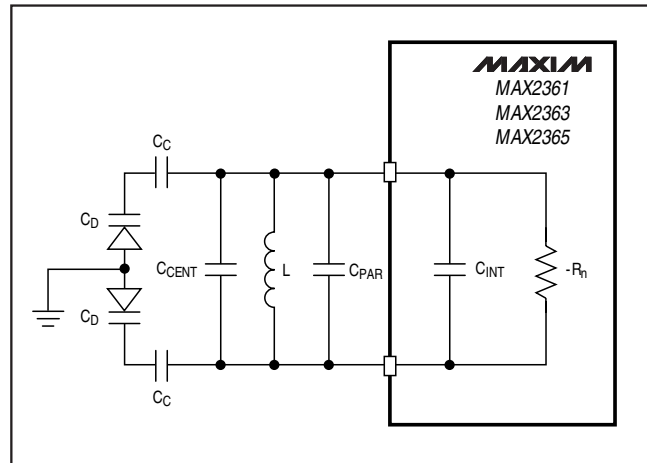 MAXIM
MAX2361
MAX2363
MAX2365
CC
CD
CCENT
L
CPAR
CINT
-Rn
CD
CC